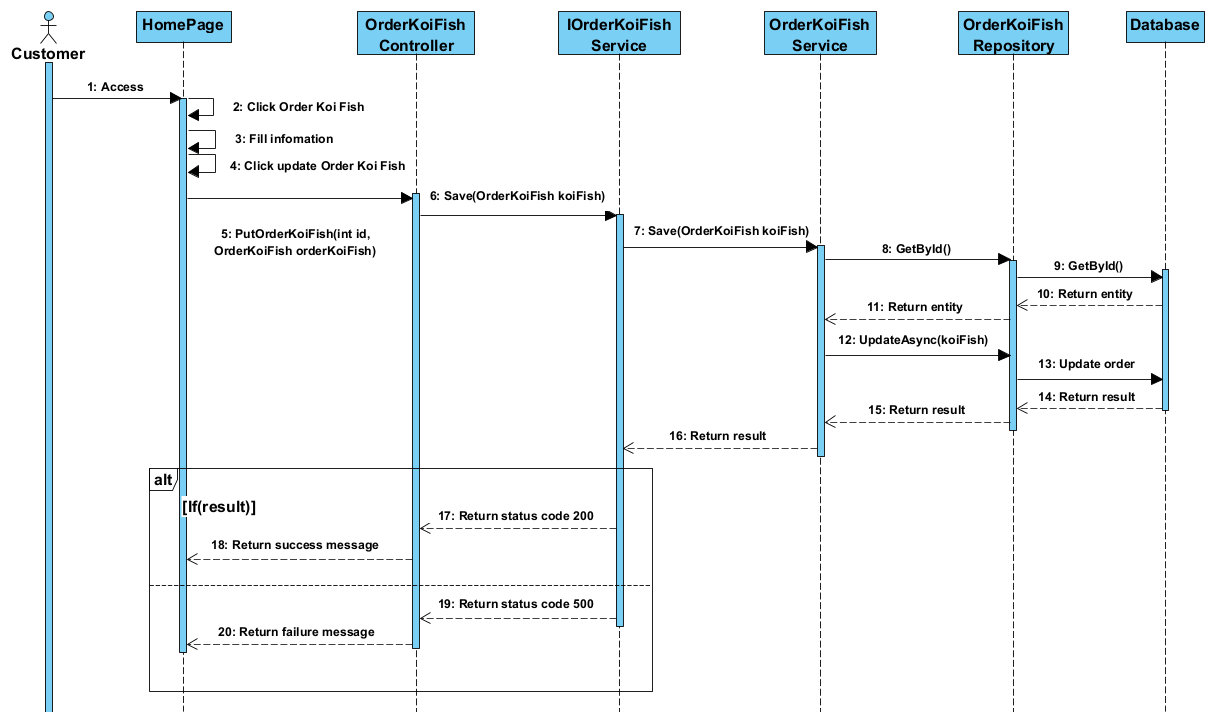 Customer
HomePage
OrderKoiFish
Controller
IOrderKoiFish
Service
OrderKoiFish
Service
OrderKoiFish
Repository
Database
1: Access
2: Click Order Koi Fish
3: Fill infomation
4: Click update Order Koi Fish
5: PutOrderKoiFish(int id,
OrderKoiFish orderKoiFish)
6: Save(OrderKoiFish koiFish)
7: Save(OrderKoiFish koiFish)
8: GetById()
9: GetById()
10: Return entity
11: Return entity
12: UpdateAsync(koiFish)
13: Update order
14: Return result
15: Return result
16: Return result
alt
[If(result)]
17: Return status code 200
18: Return success message
19: Return status code 500
20: Return failure message